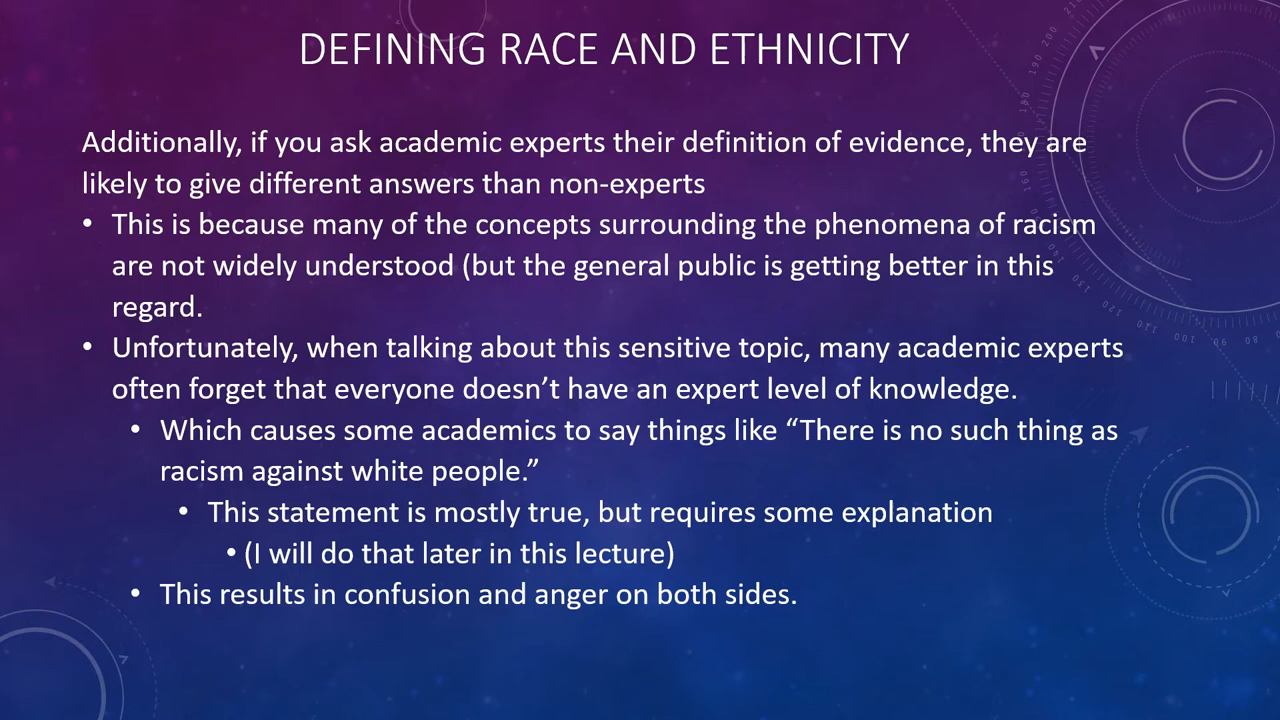 DEFINING RACE AND ETHNICITY
Additionally, if you ask academic experts their definition of evidence, they are
likely to give different answers than non-experts
• This is because many of the concepts surrounding the phenomena of racism
are not widely understood (but the general public is getting better in this
regard.
• Unfortunately, when talking about this sensitive topic, many academic experts
often forget that everyone doesn’t have an expert level of knowledge.
• Which causes some academics to say things like “There is no such thing as
racism against white people.”
• This statement is mostly true, but requires some explanation
• (I will do that later in this lecture)
• This results in confusion and anger on both sides.